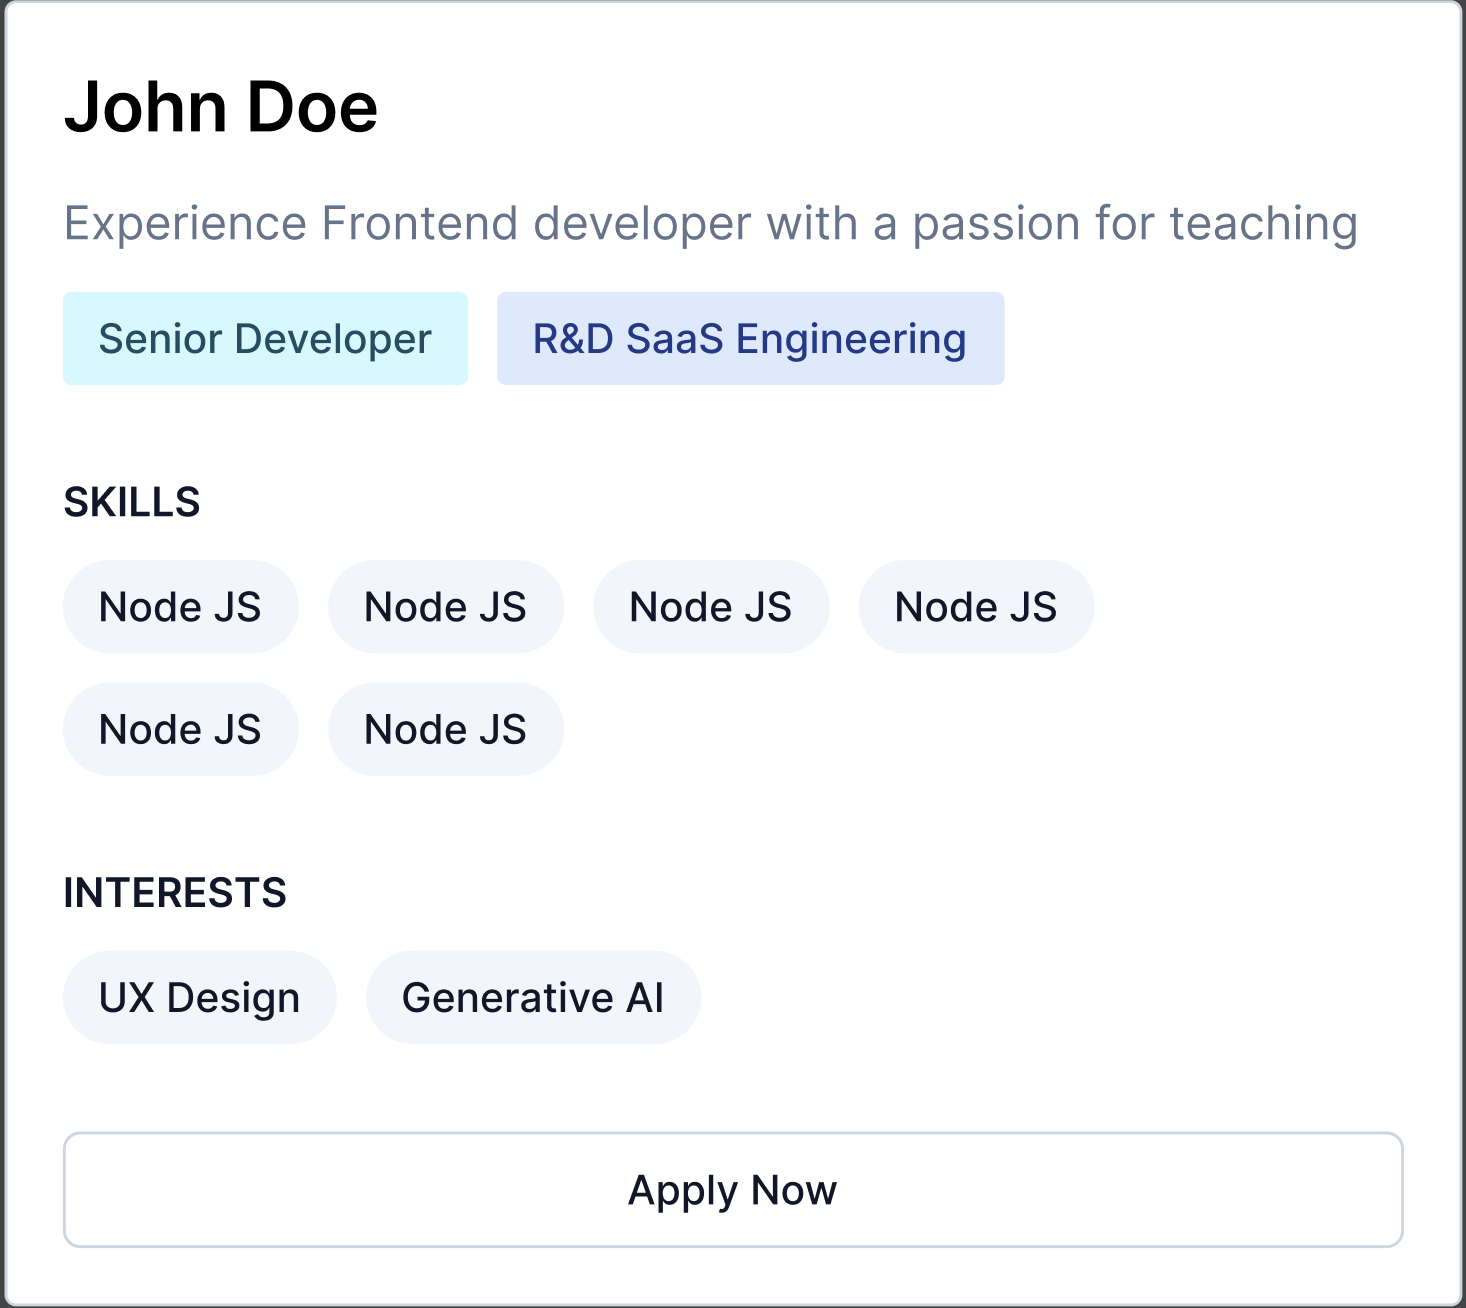 John Doe
Experience Frontend developer with a passion for teaching
Senior Developer R&D SaaS Engineering
SKILLS
Node JS Node JS Node JS Node JS
Node JS Node JS
INTERESTS
UX Design Generative AI
Apply Now